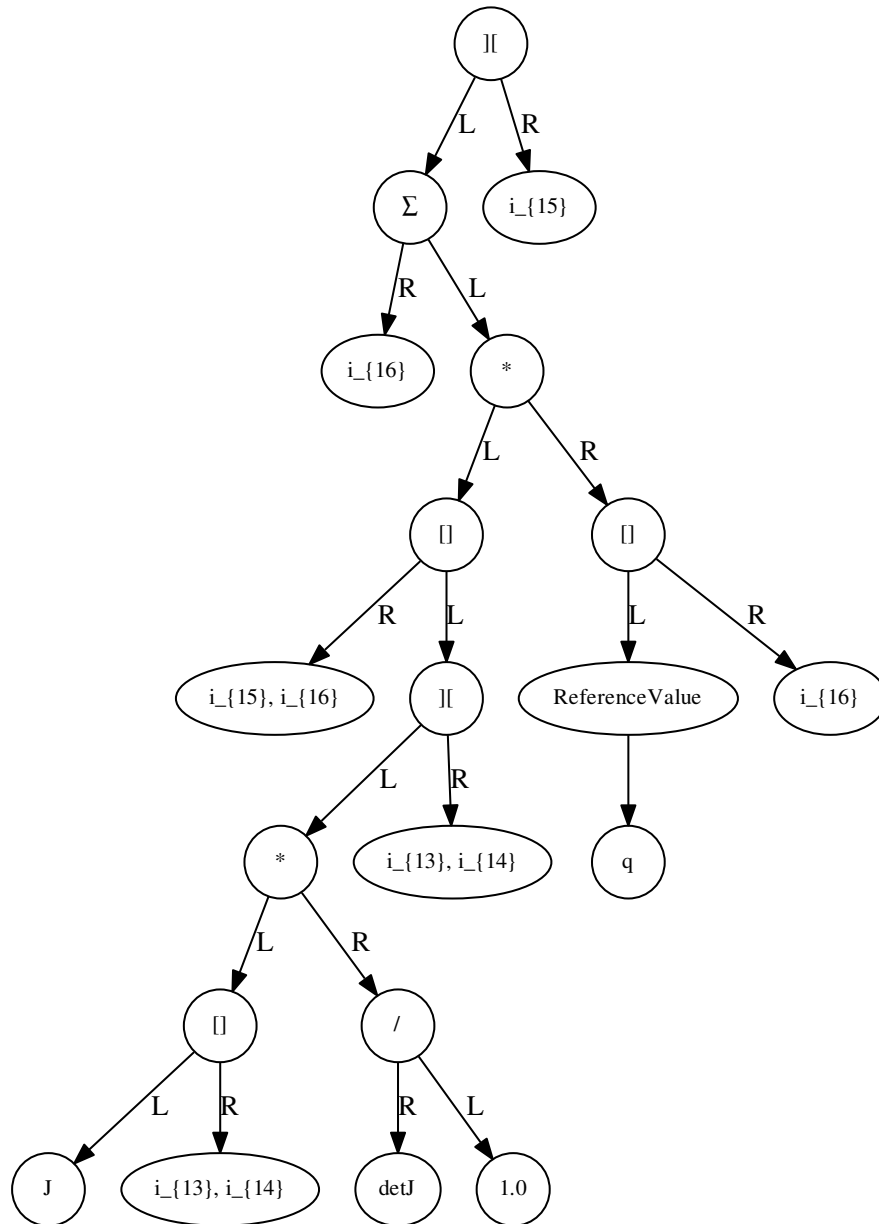 ][
L
R
Σ
i_{15}
R
L
i_{16}
*
L
R
[]
[]
R
L
L
R
i_{15}, i_{16}
][
ReferenceValue
i_{16}
L
R
*
i_{13}, i_{14}
q
L
R
[]
/
L
R
R
L
J
i_{13}, i_{14}
detJ
1.0